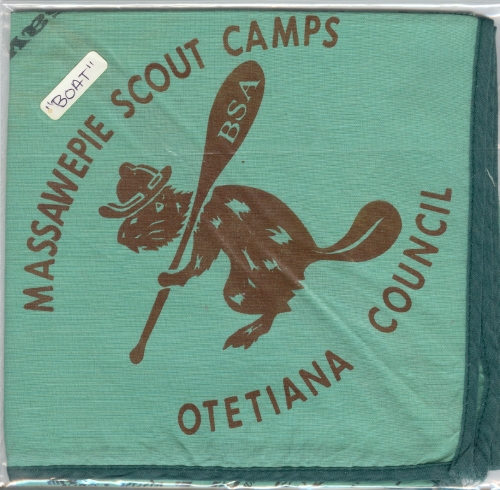 "BOAT"
MASSAWEPIE SCOUT CAMPS
BSA
OTETIANA COUNCIL